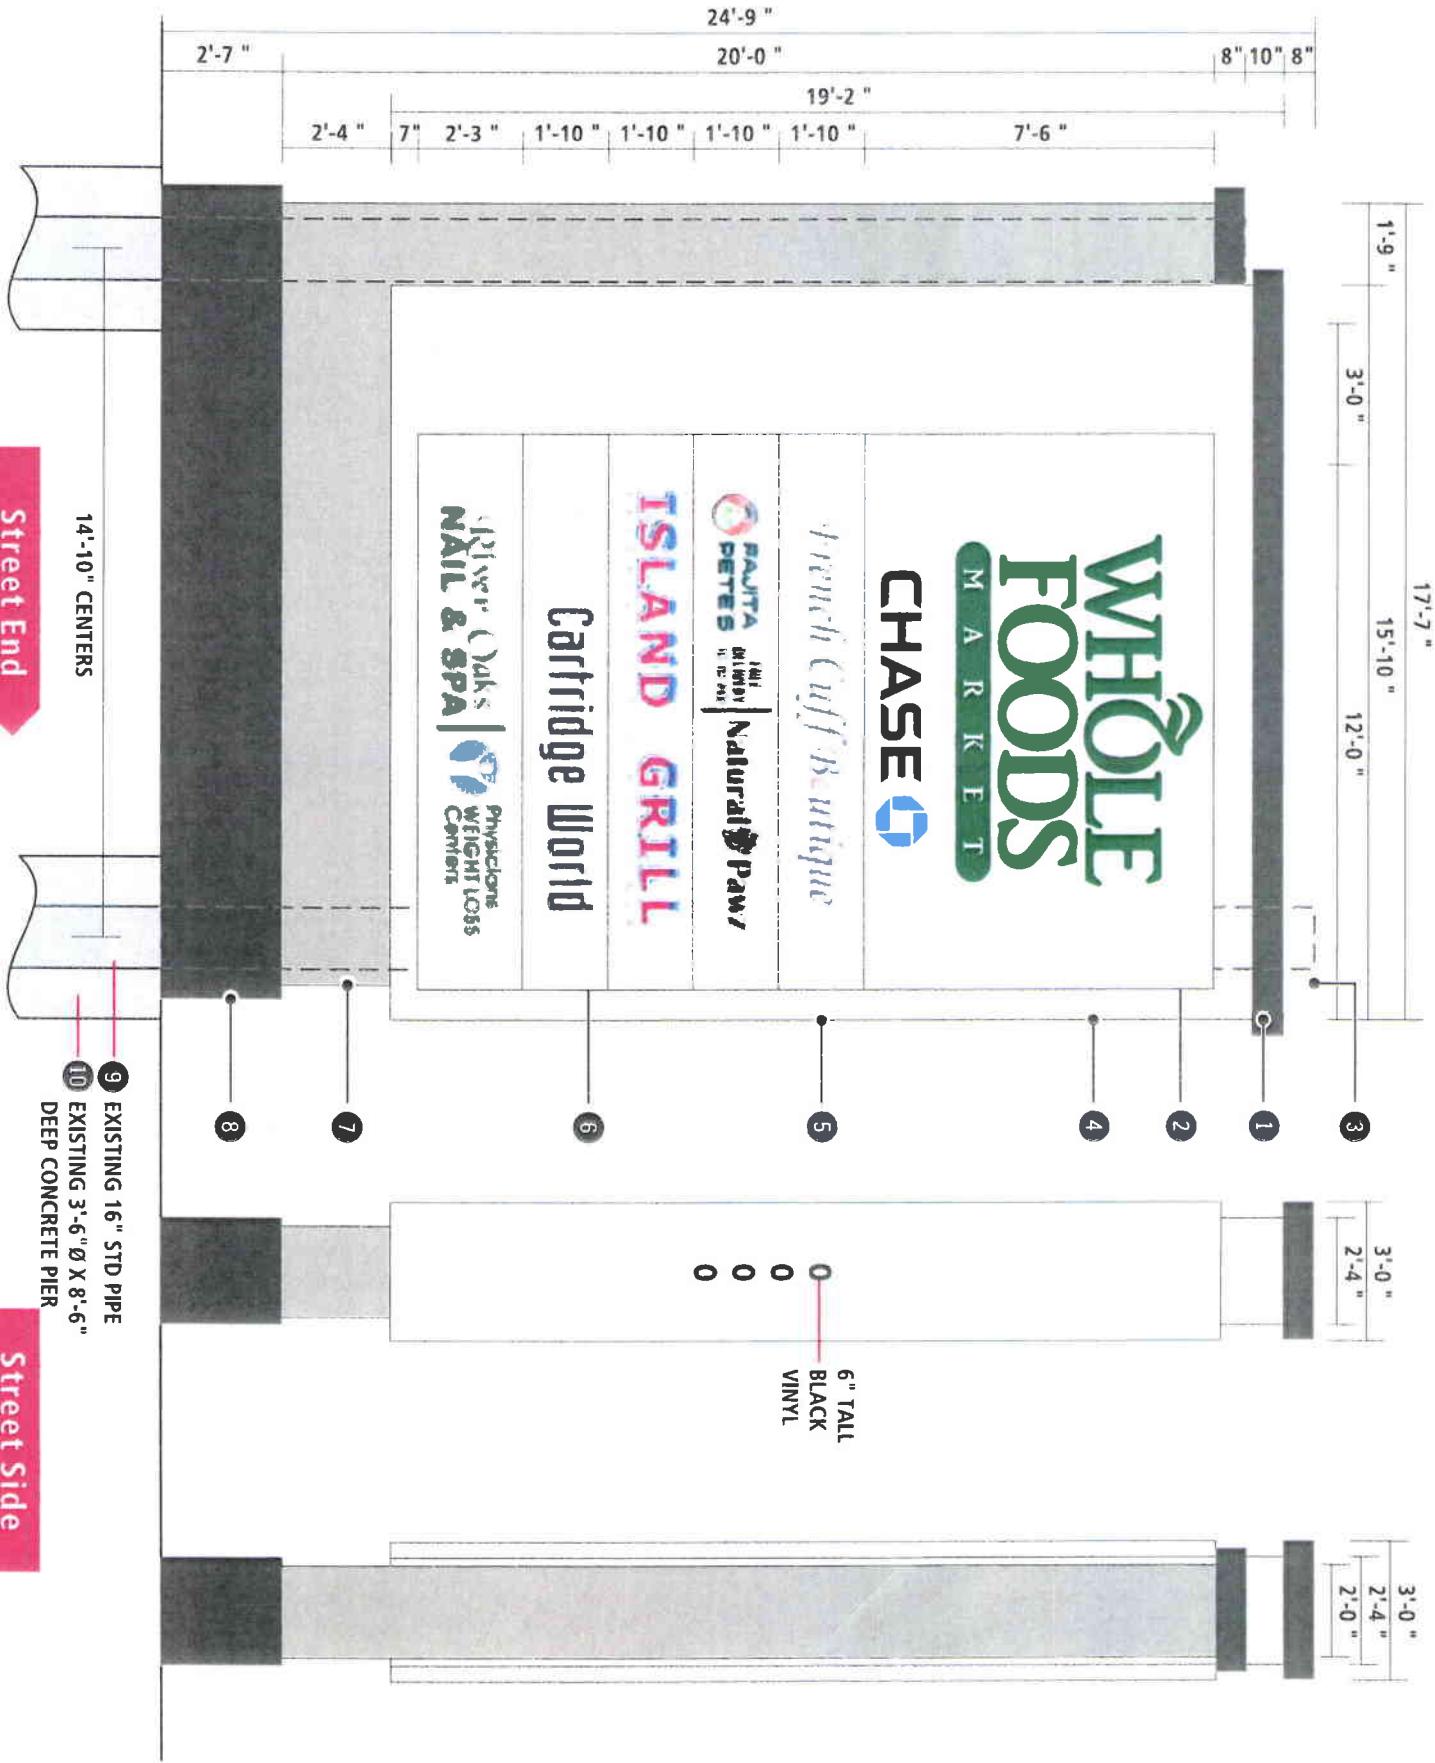 17'-7 "
15'-10 "
1'-9 "
3'-0 "
12'-0 "
24'-9 "
2'-7 "
20'-0 "
8"
10"
8"
19'-2 "
2'-4 "
7"
2'-3 "
1'-10 "
1'-10 "
1'-10 "
1'-10 "
7'-6 "
WHOLE
FOODS
MARKET
CHASE
French Cuff Boutique
FAJITA
PETES
Natural Pawz
ISLAND GRILL
Cartridge World
River Oaks
NAIL & SPA
Physicians
WEIGHT LOSS
Centers
3
1
2
4
5
6
7
8
9 EXISTING 16" STD PIPE
10 EXISTING 3'-6"Ø X 8'-6"
DEEP CONCRETE PIER
14'-10" CENTERS
Street End
3'-0 "
2'-4 "
0
0
0
0
6" TALL
BLACK
VINYL
Street Side
3'-0 "
2'-4 "
2'-0 "